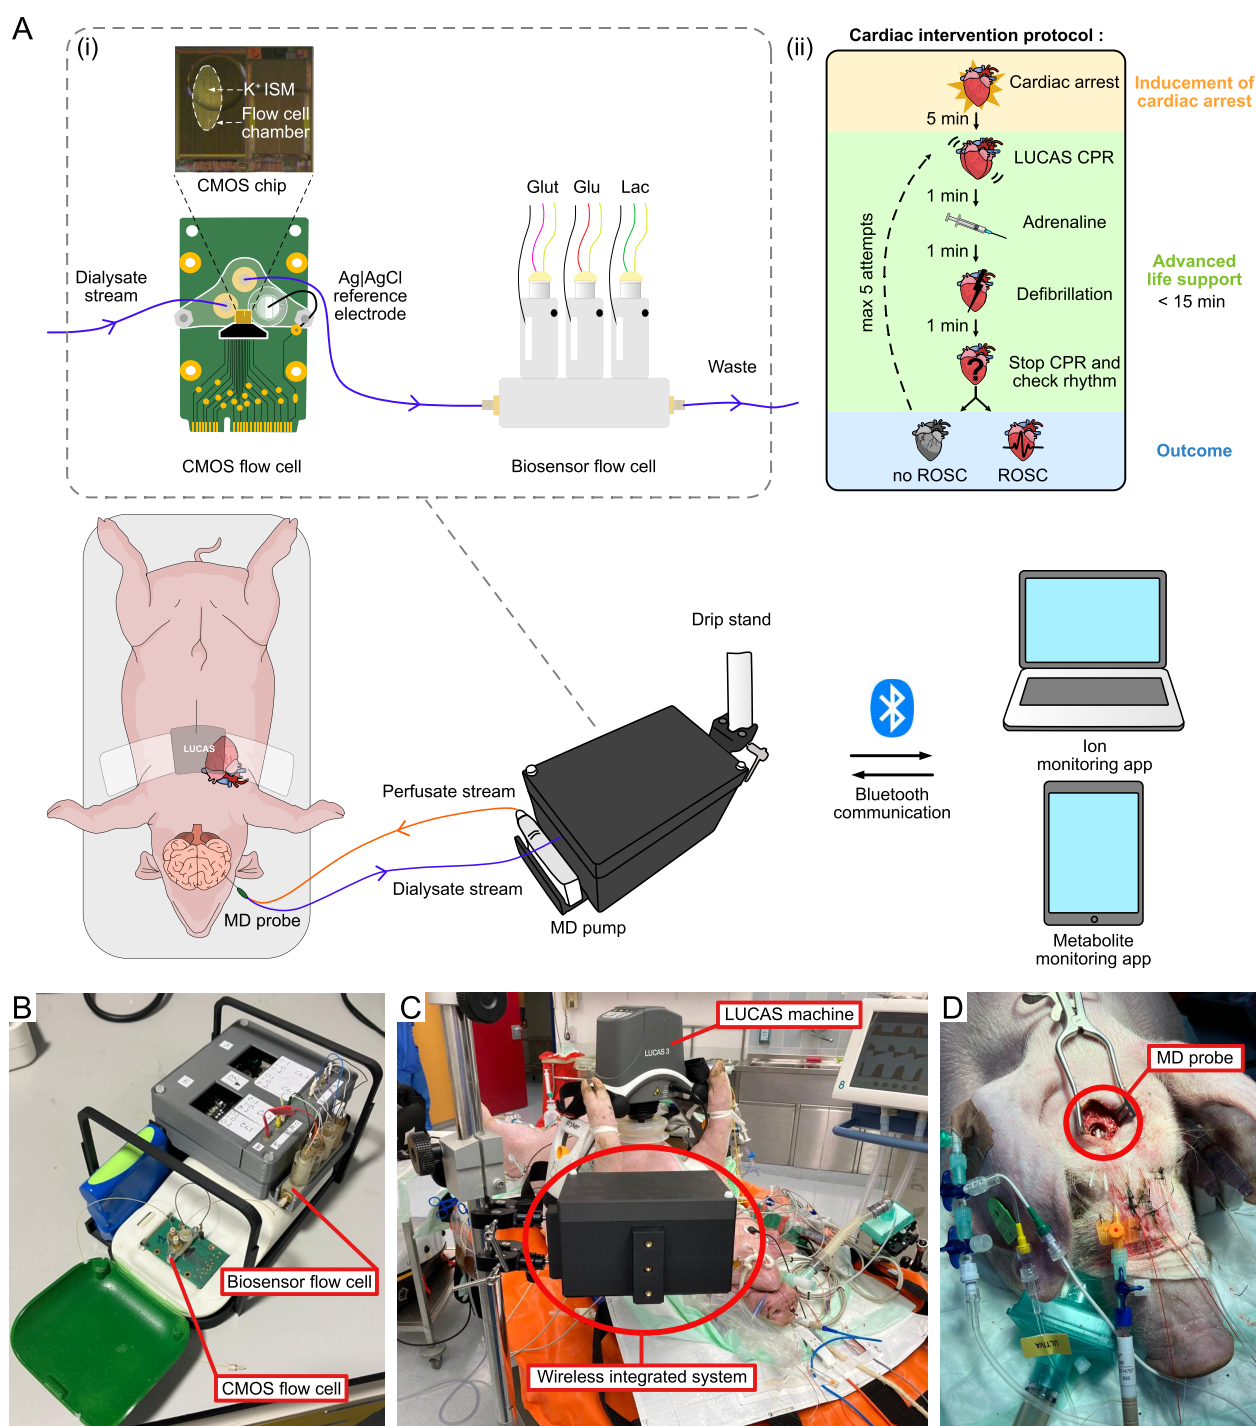 A
(i)
K+ ISM
Flow cell
chamber
CMOS chip
Dialysate
stream
Ag|AgCl
reference
electrode
CMOS flow cell
Glut
Glu
Lac
Waste
Biosensor flow cell
(ii)
Cardiac intervention protocol :
Cardiac arrest
5 min
LUCAS CPR
1 min
Adrenaline
1 min
Defibrillation
1 min
Stop CPR and
check rhythm
max 5 attempts
no ROSC
ROSC
Inducement of
cardiac arrest
Advanced
life support
< 15 min
Outcome
LUCAS
MD probe
Perfusate stream
Dialysate stream
MD pump
Drip stand
Bluetooth
communication
Ion
monitoring app
Metabolite
monitoring app
B
Biosensor flow cell
CMOS flow cell
C
LUCAS machine
LUCAS 3
8
Wireless integrated system
D
MD probe
ULTIVA